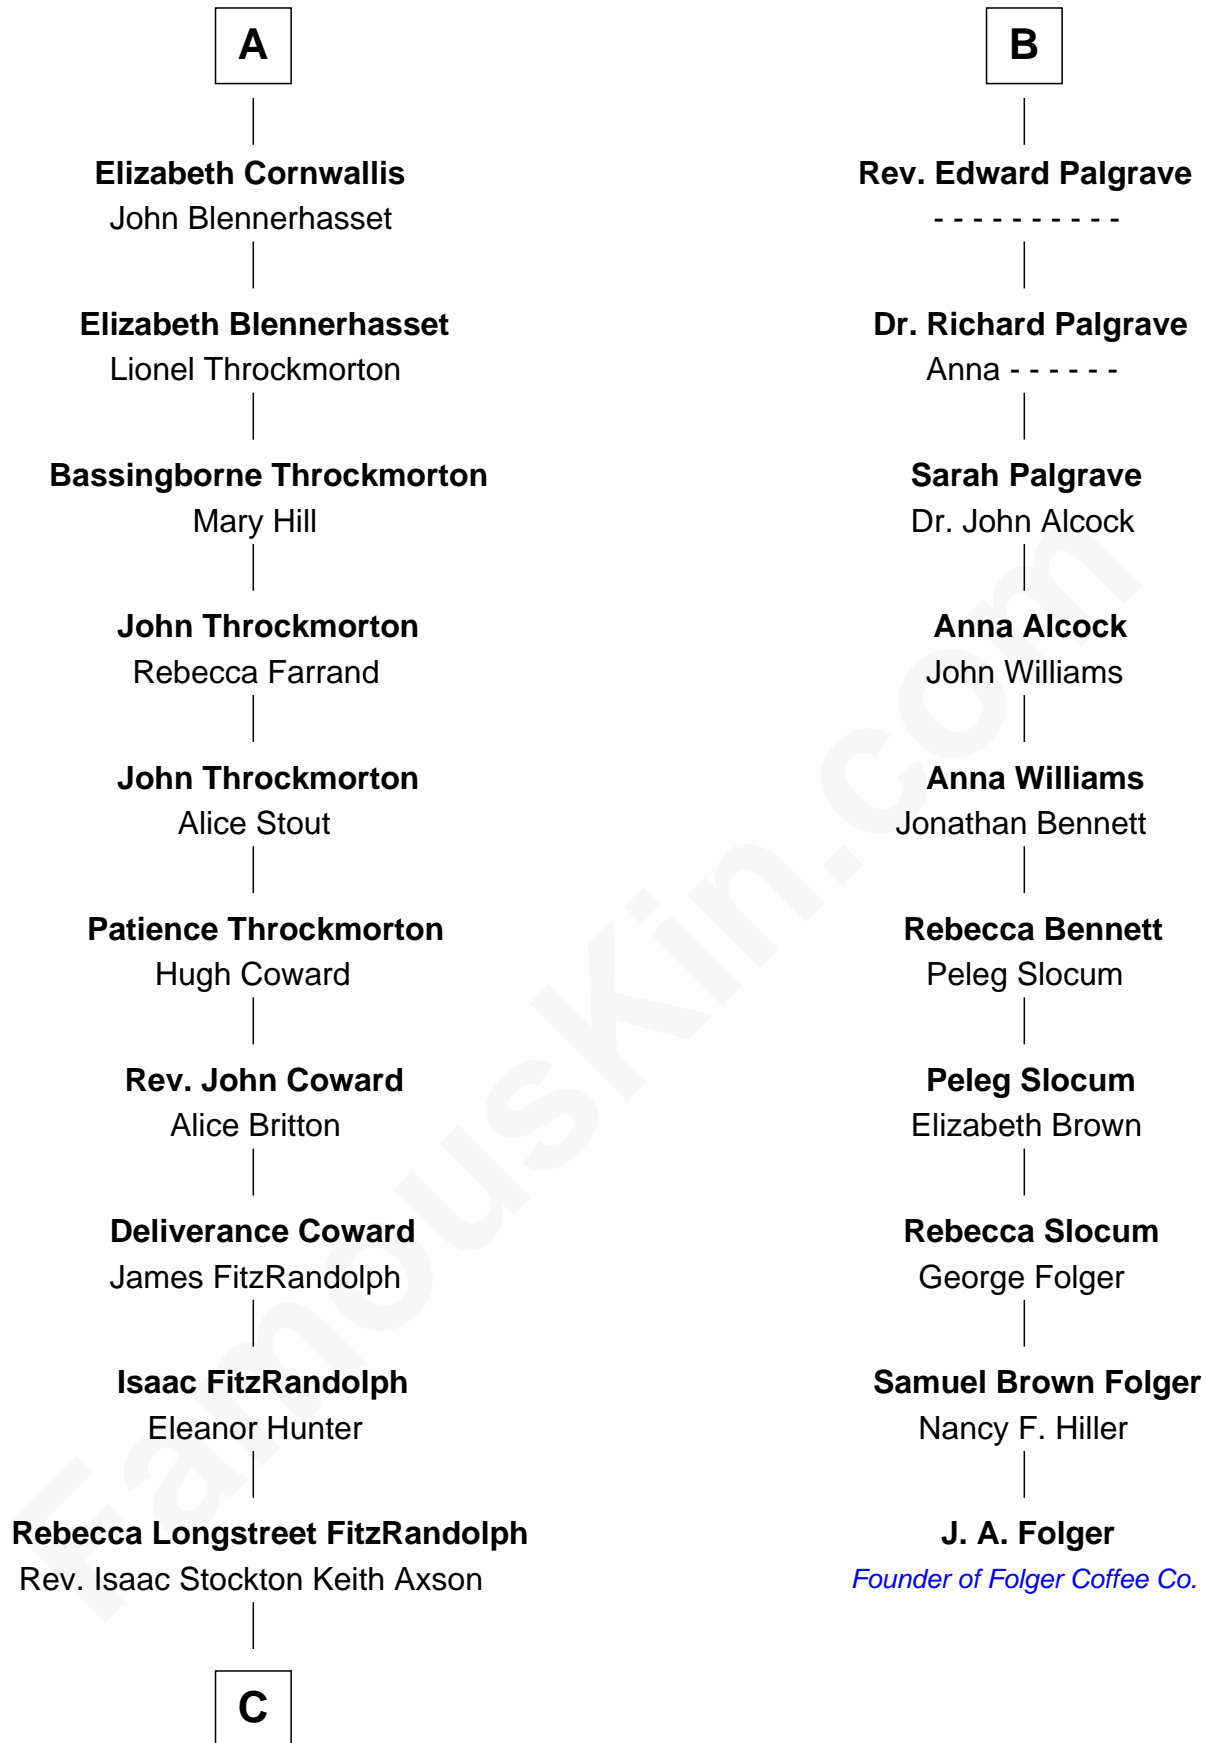 A
Elizabeth Cornwallis
John Blennerhasset
Elizabeth Blennerhasset
Lionel Throckmorton
Bassingborne Throckmorton
Mary Hill
John Throckmorton
Rebecca Farrand
John Throckmorton
Alice Stout
Patience Throckmorton
Hugh Coward
Rev. John Coward
Alice Britton
Deliverance Coward
James FitzRandolph
Isaac FitzRandolph
Eleanor Hunter
Rebecca Longstreet FitzRandolph
Rev. Isaac Stockton Keith Axson
C
B
Rev. Edward Palgrave
- - - - - - - - - -
Dr. Richard Palgrave
Anna - - - - - -
Sarah Palgrave
Dr. John Alcock
Anna Alcock
John Williams
Anna Williams
Jonathan Bennett
Rebecca Bennett
Peleg Slocum
Peleg Slocum
Elizabeth Brown
Rebecca Slocum
George Folger
Samuel Brown Folger
Nancy F. Hiller
J. A. Folger
Founder of Folger Coffee Co.
FamousKin.com